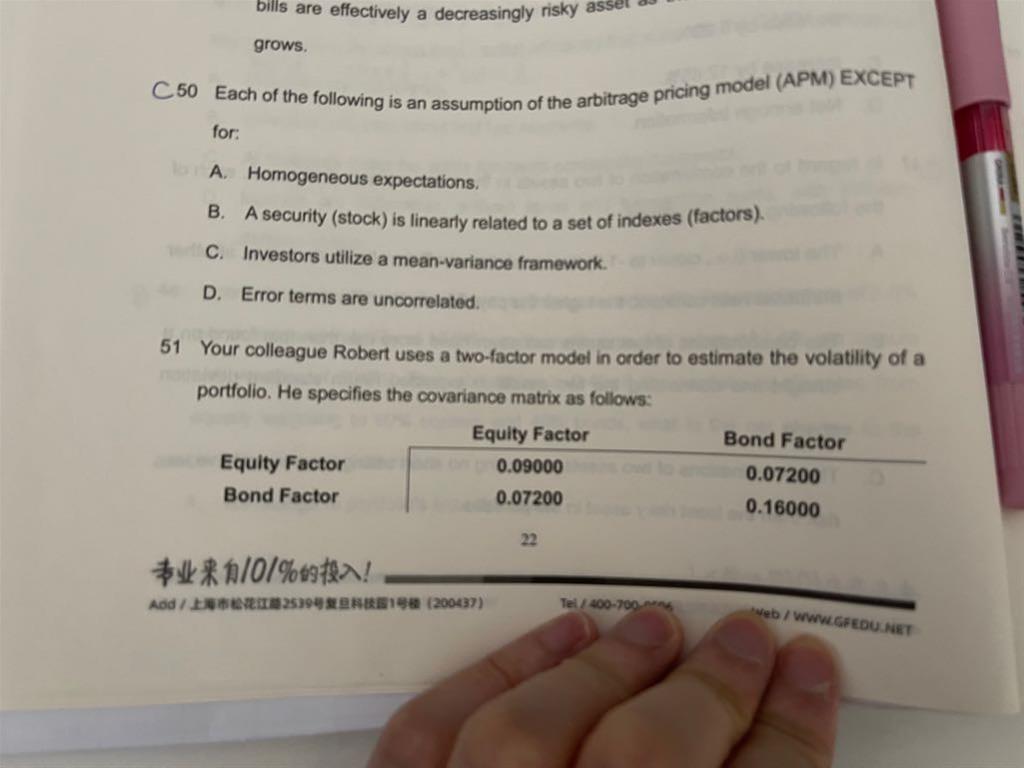 bills are effectively a decreasingly risky asset as
grows.
C 50 Each of the following is an assumption of the arbitrage pricing model (APM) EXCEPT
for:
A. Homogeneous expectations.
B. A security (stock) is linearly related to a set of indexes (factors).
C. Investors utilize a mean-variance framework.
D. Error terms are uncorrelated.
51 Your colleague Robert uses a two-factor model in order to estimate the volatility of a
portfolio. He specifies the covariance matrix as follows:
Equity Factor Bond Factor
Equity Factor 0.09000 0.07200
Bond Factor 0.07200 0.16000
22
专业来自101%的投入!
Add / 上海市松花江路2539号复旦科技园1号楼 (200437) Tel / 400-700- Web / WWW.GFEDU.NET